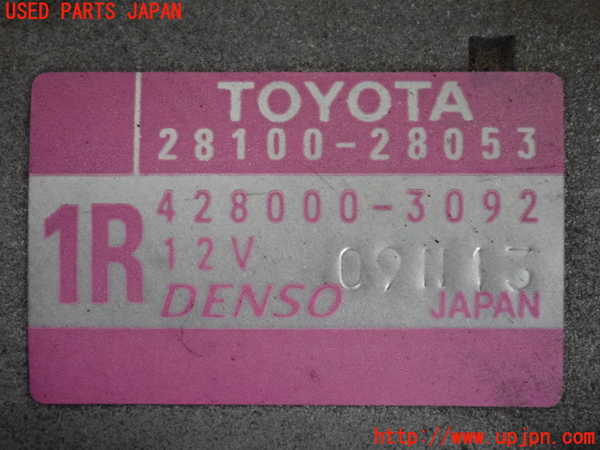 USED PARTS JAPAN
TOYOTA
28100-28053
1R
428000-3092
12V
DENSO
JAPAN
http://www.upjpn.com